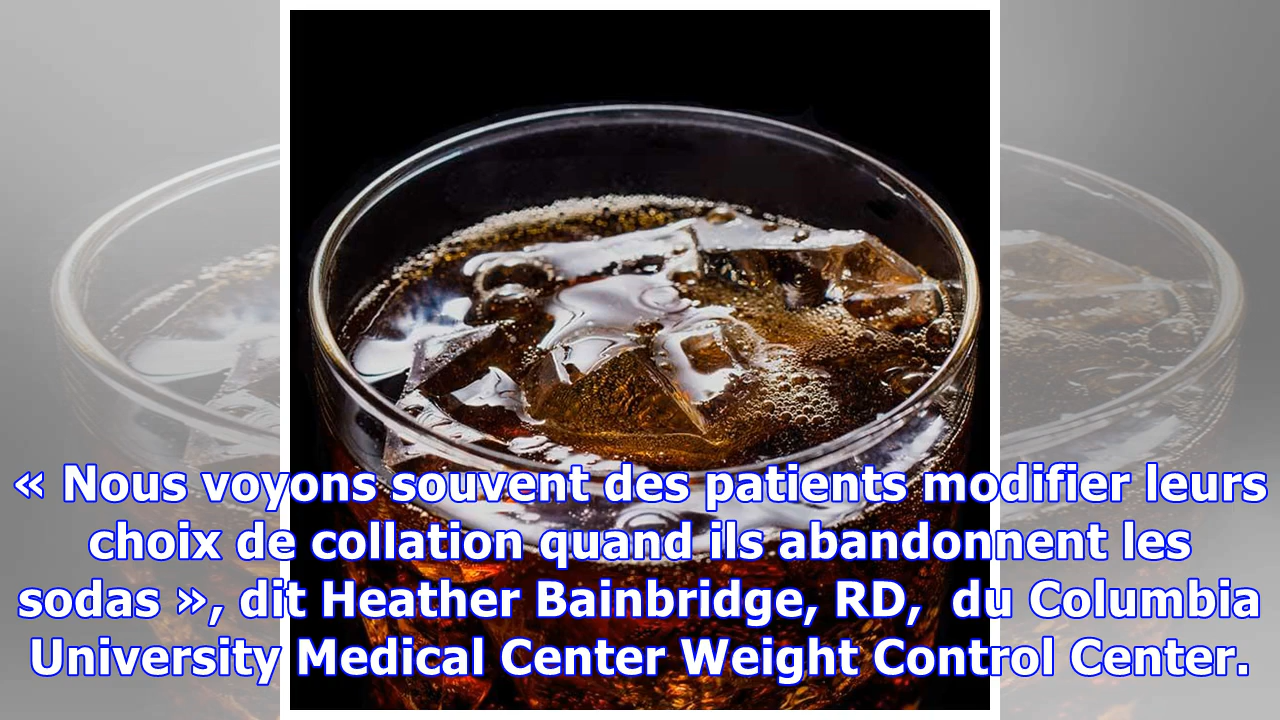 « Nous voyons souvent des patients modifier leurs
choix de collation quand ils abandonnent les
sodas », dit Heather Bainbridge, RD,  du Columbia
University Medical Center Weight Control Center.